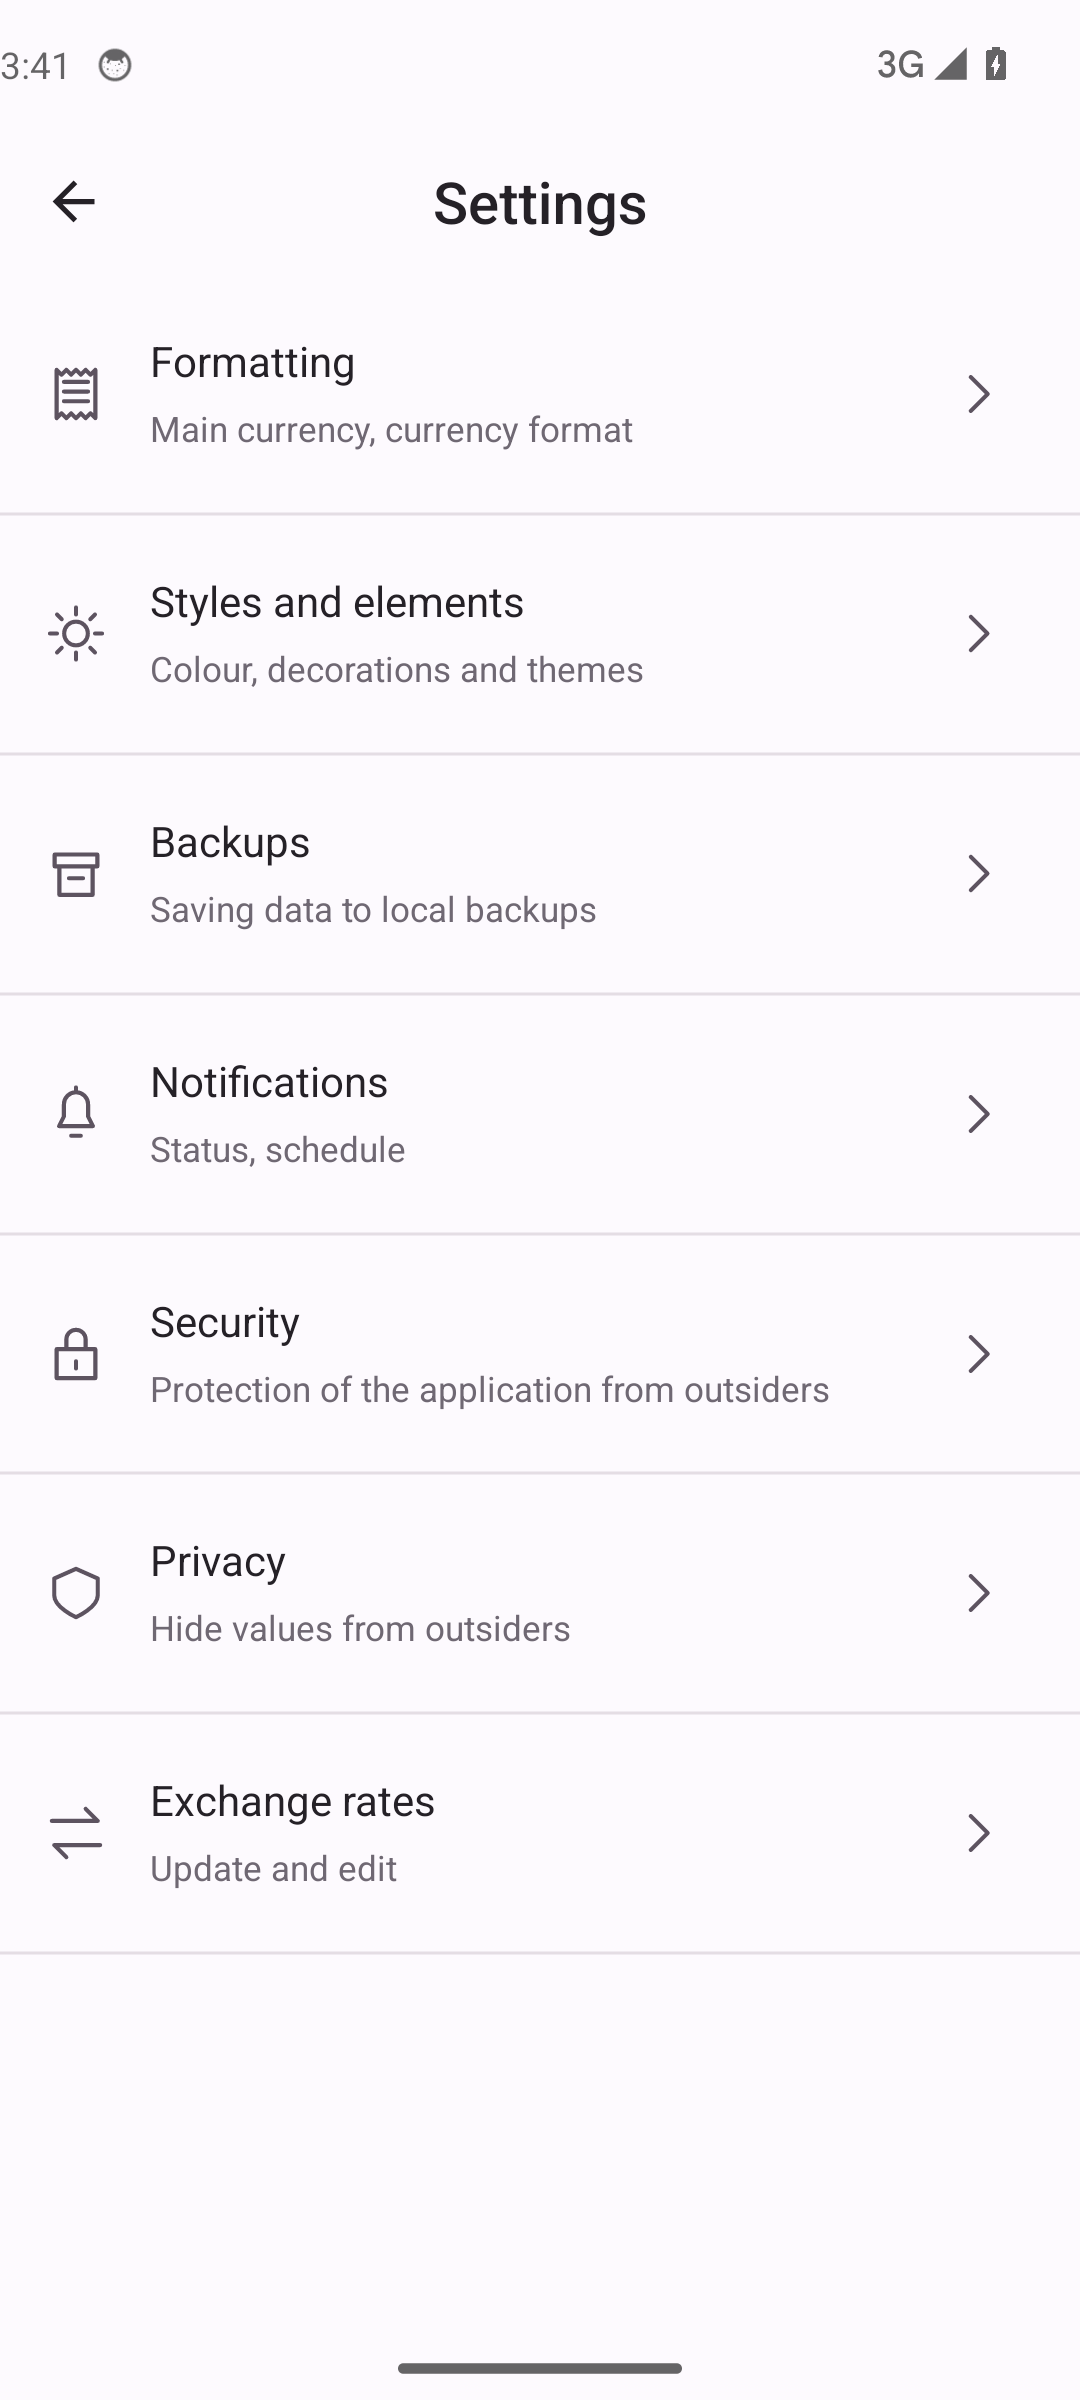 3:41
3G
Settings
Formatting
Main currency, currency format
Styles and elements
Colour, decorations and themes
Backups
Saving data to local backups
Notifications
Status, schedule
Security
Protection of the application from outsiders
Privacy
Hide values from outsiders
Exchange rates
Update and edit